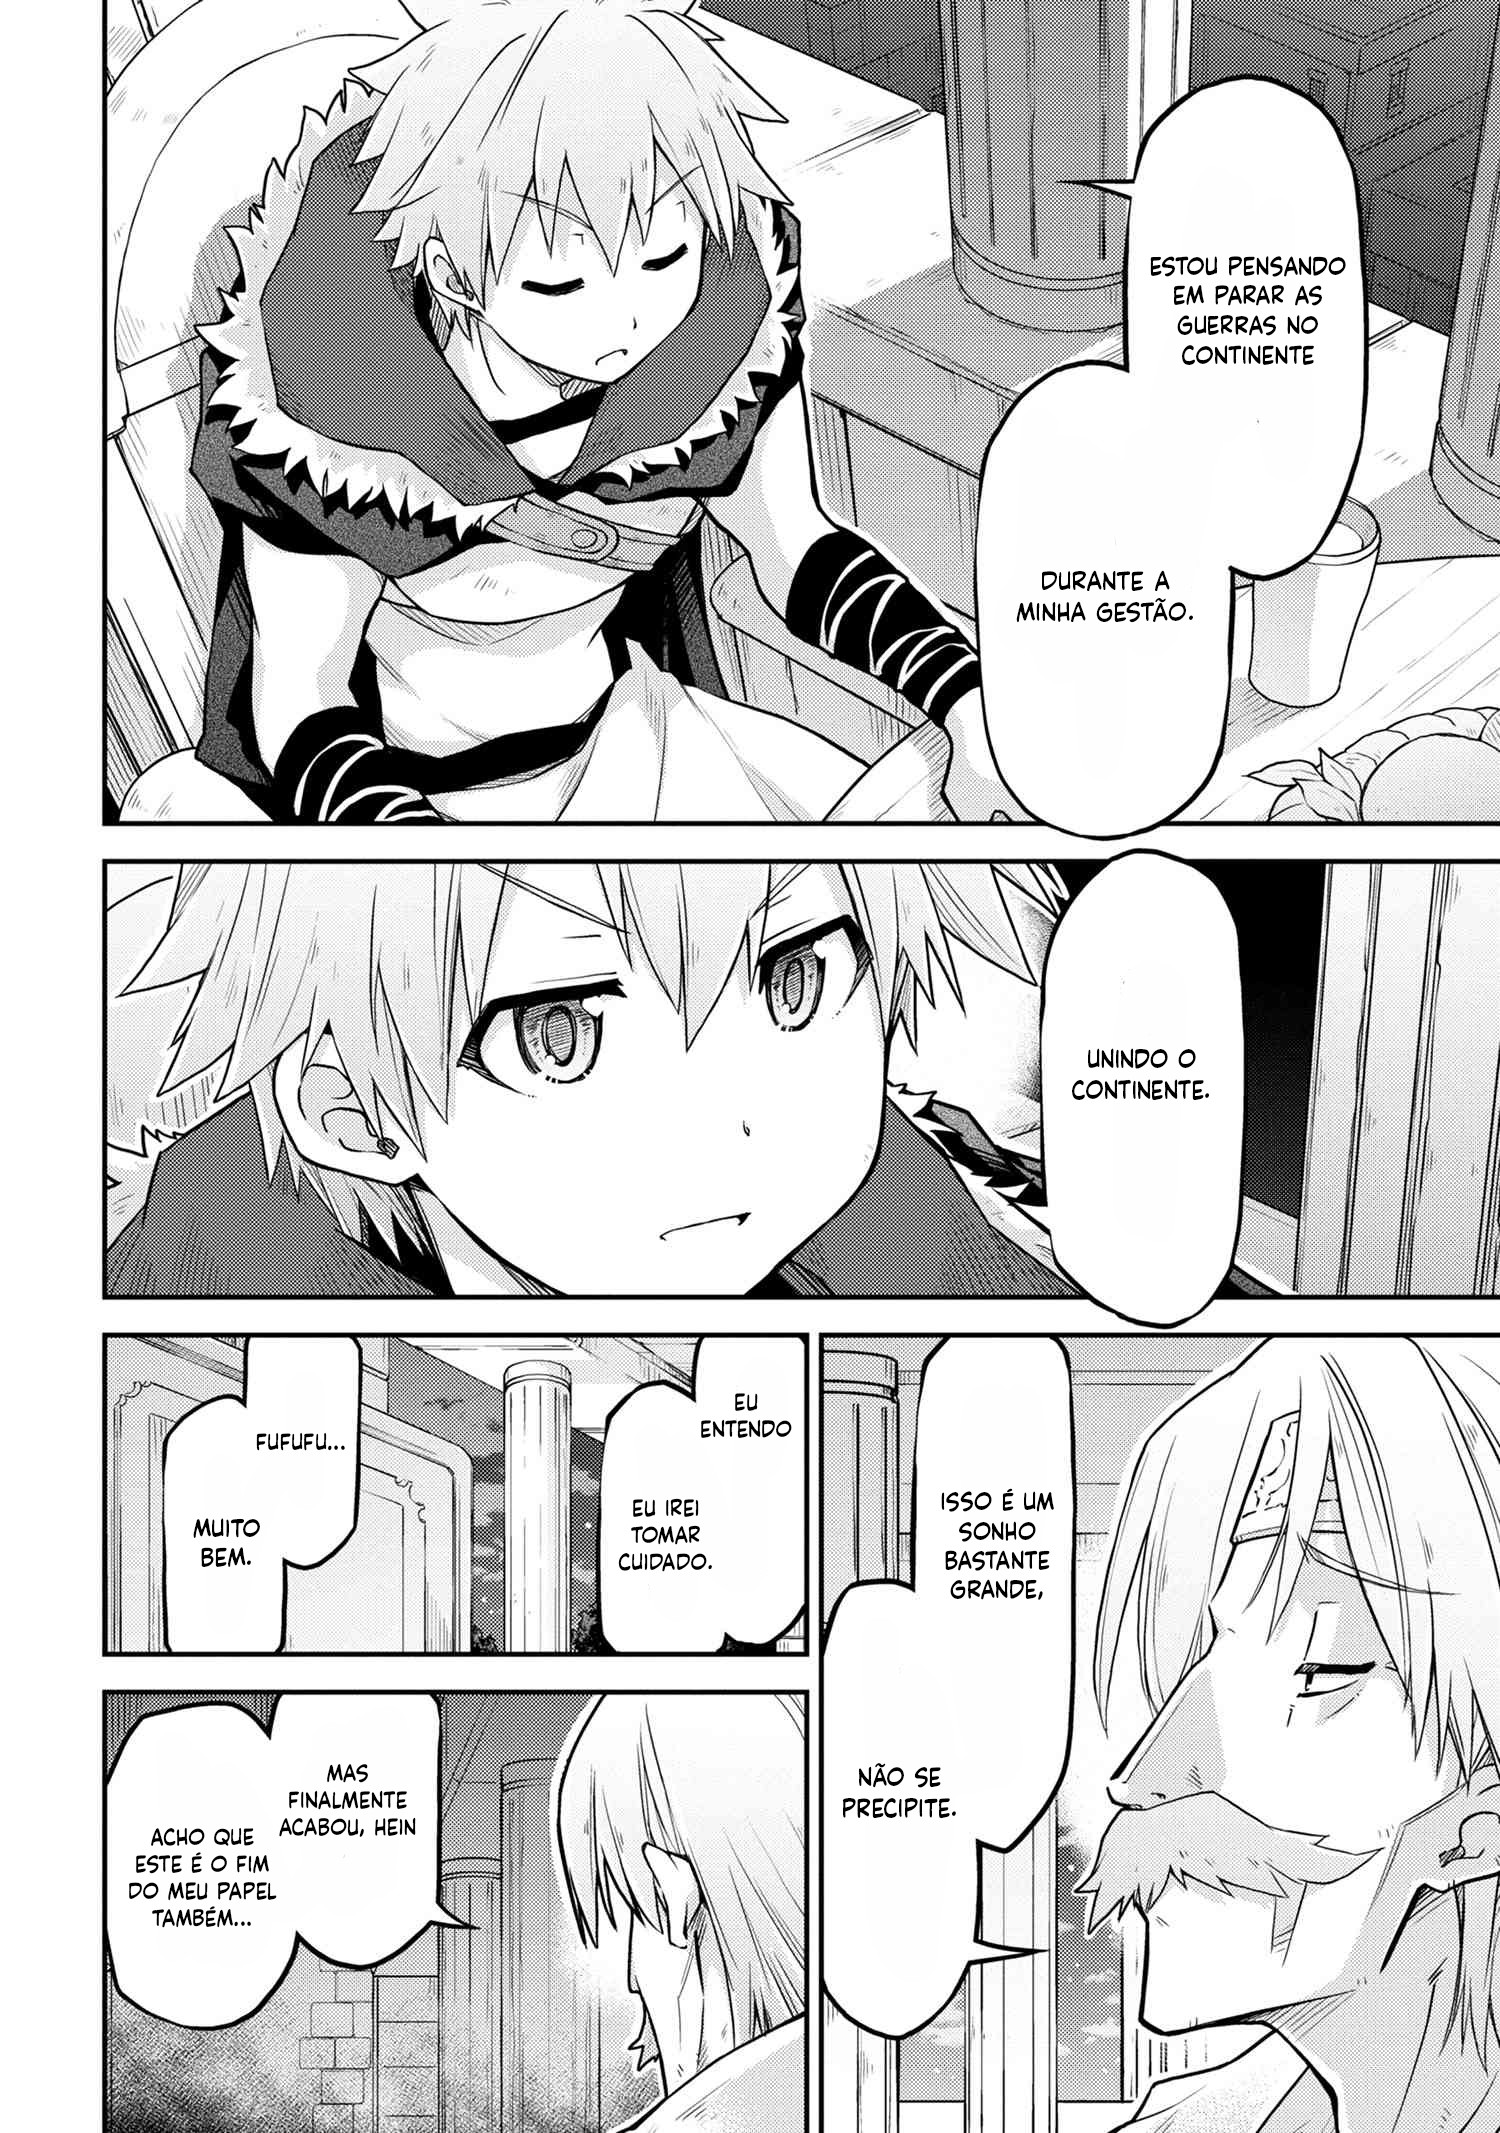 ESTOU PENSANDO
EM PARAR AS
GUERRAS NO
CONTINENTE
DURANTE A
MINHA GESTÃO.
UNINDO O
CONTINENTE.
ISSO É UM
SONHO
BASTANTE
GRANDE,
NÃO SE
PRECIPITE.
EU
ENTENDO
EU IREI
TOMAR
CUIDADO.
FUFUFU...
MUITO
BEM.
MAS
FINALMENTE
ACABOU, HEIN
ACHO QUE
ESTE É O FIM
DO MEU PAPEL
TAMBÉM...